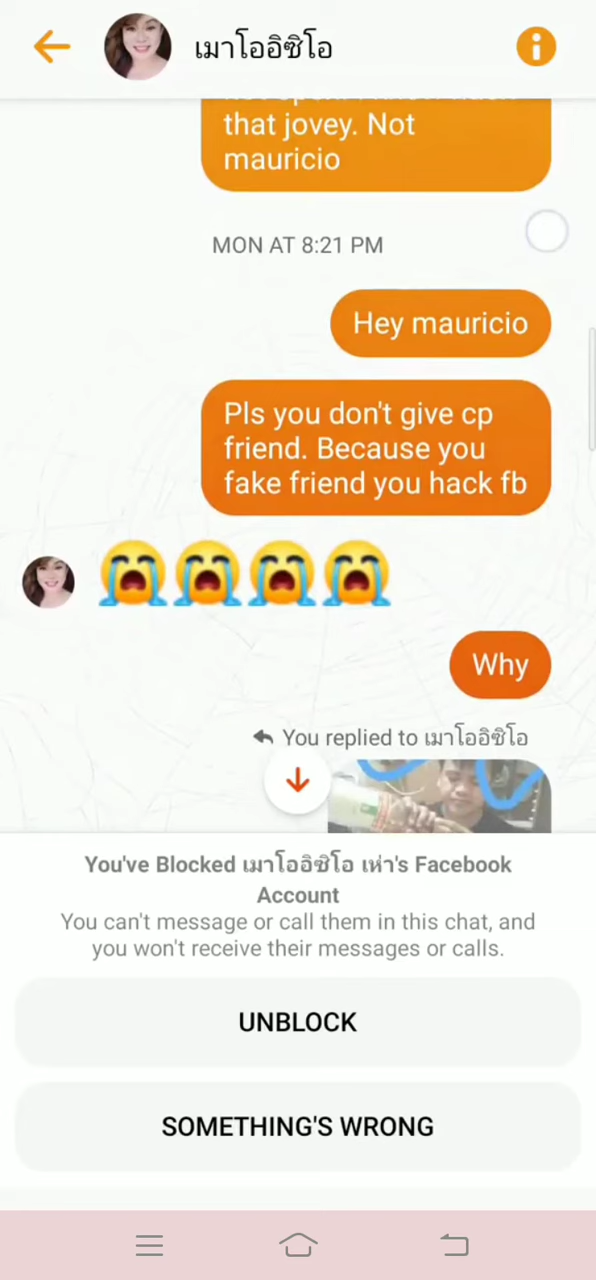 เมาโออิซิโอ
that jovey. Not
mauricio
MON AT 8:21 PM
Hey mauricio
Pls you don't give cp
friend. Because you
fake friend you hack fb
Why
You replied to เมาโออิซิโอ
You've Blocked เมาโออิซิโอ เห่า's Facebook
Account
You can't message or call them in this chat, and
you won't receive their messages or calls.
UNBLOCK
SOMETHING'S WRONG